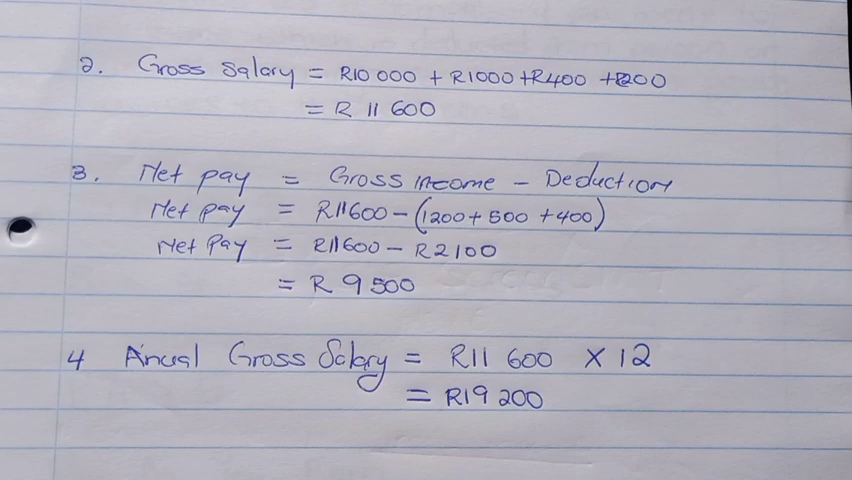 2. Gross Salary = R10 000 + R1000 + R400 + R200
= R 11 600
3. Net pay = Gross income - Deduction
Net pay = R11600 - (1200 + 500 + 400)
Net Pay = R11600 - R2100
= R 9 500
4 Anual Gross Salary = R11 600 X 12
= R19 200